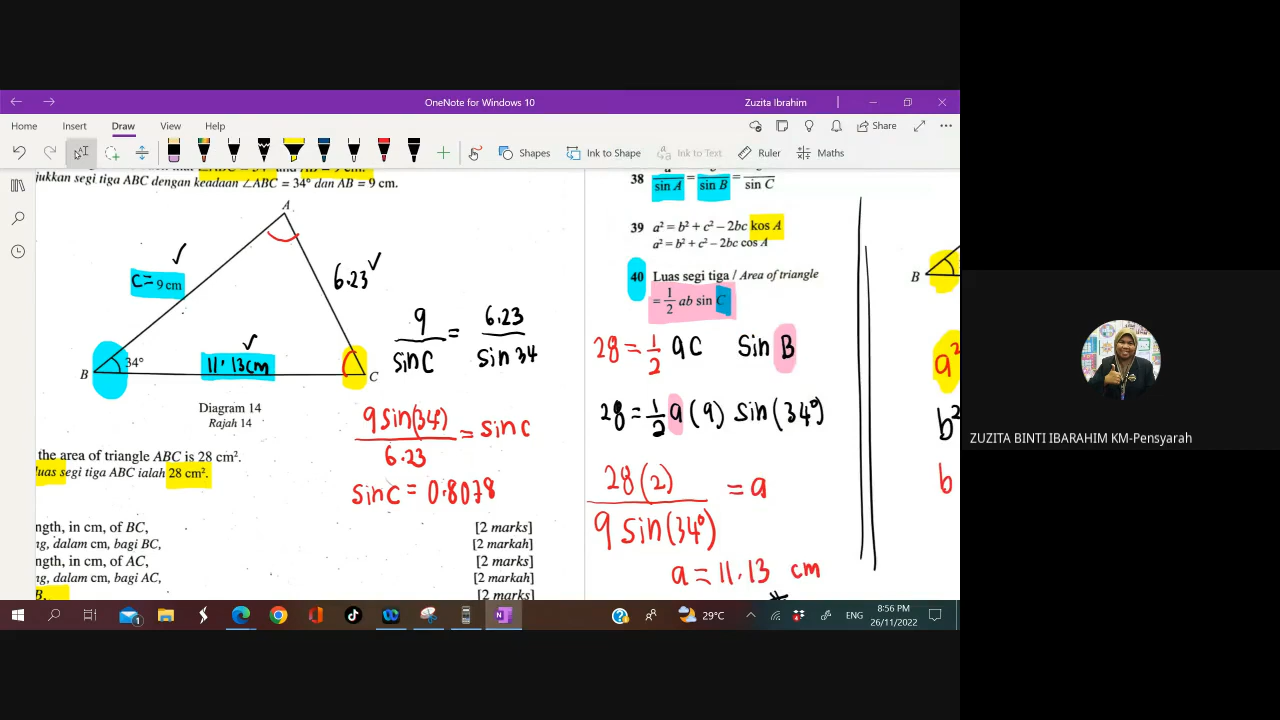 OneNote for Windows 10
Zuzita Ibrahim
Home Insert Draw View Help
Share
Shapes Ink to Shape Ink to Text Ruler Maths
jukkan segi tiga ABC dengan keadaan ∠ABC = 34° dan AB = 9 cm.
A
C= 9 cm
6.23
34°
B
11.13cm
C
9/sin C = 6.23/sin 34
Diagram 14
Rajah 14
9 sin(34)/6.23 = sin C
sin C = 0.8078
the area of triangle ABC is 28 cm².
luas segi tiga ABC ialah 28 cm².
ngth, in cm, of BC, [2 marks]
ng, dalam cm, bagi BC, [2 markah]
ngth, in cm, of AC, [2 marks]
ng, dalam cm, bagi AC, [2 markah]
B. [2 marks]
38 sin A = sin B = sin C
39 a² = b² + c² – 2bc kos A
a² = b² + c² – 2bc cos A
40 Luas segi tiga / Area of triangle
= 1/2 ab sin C
28 = 1/2 ac Sin B
28 = 1/2 a (9) sin (34°)
28(2)/9 sin(34°) = a
a = 11.13 cm
B
a²
b²
b
ZUZITA BINTI IBARAHIM KM-Pensyarah
29°C
ENG
8:56 PM
26/11/2022